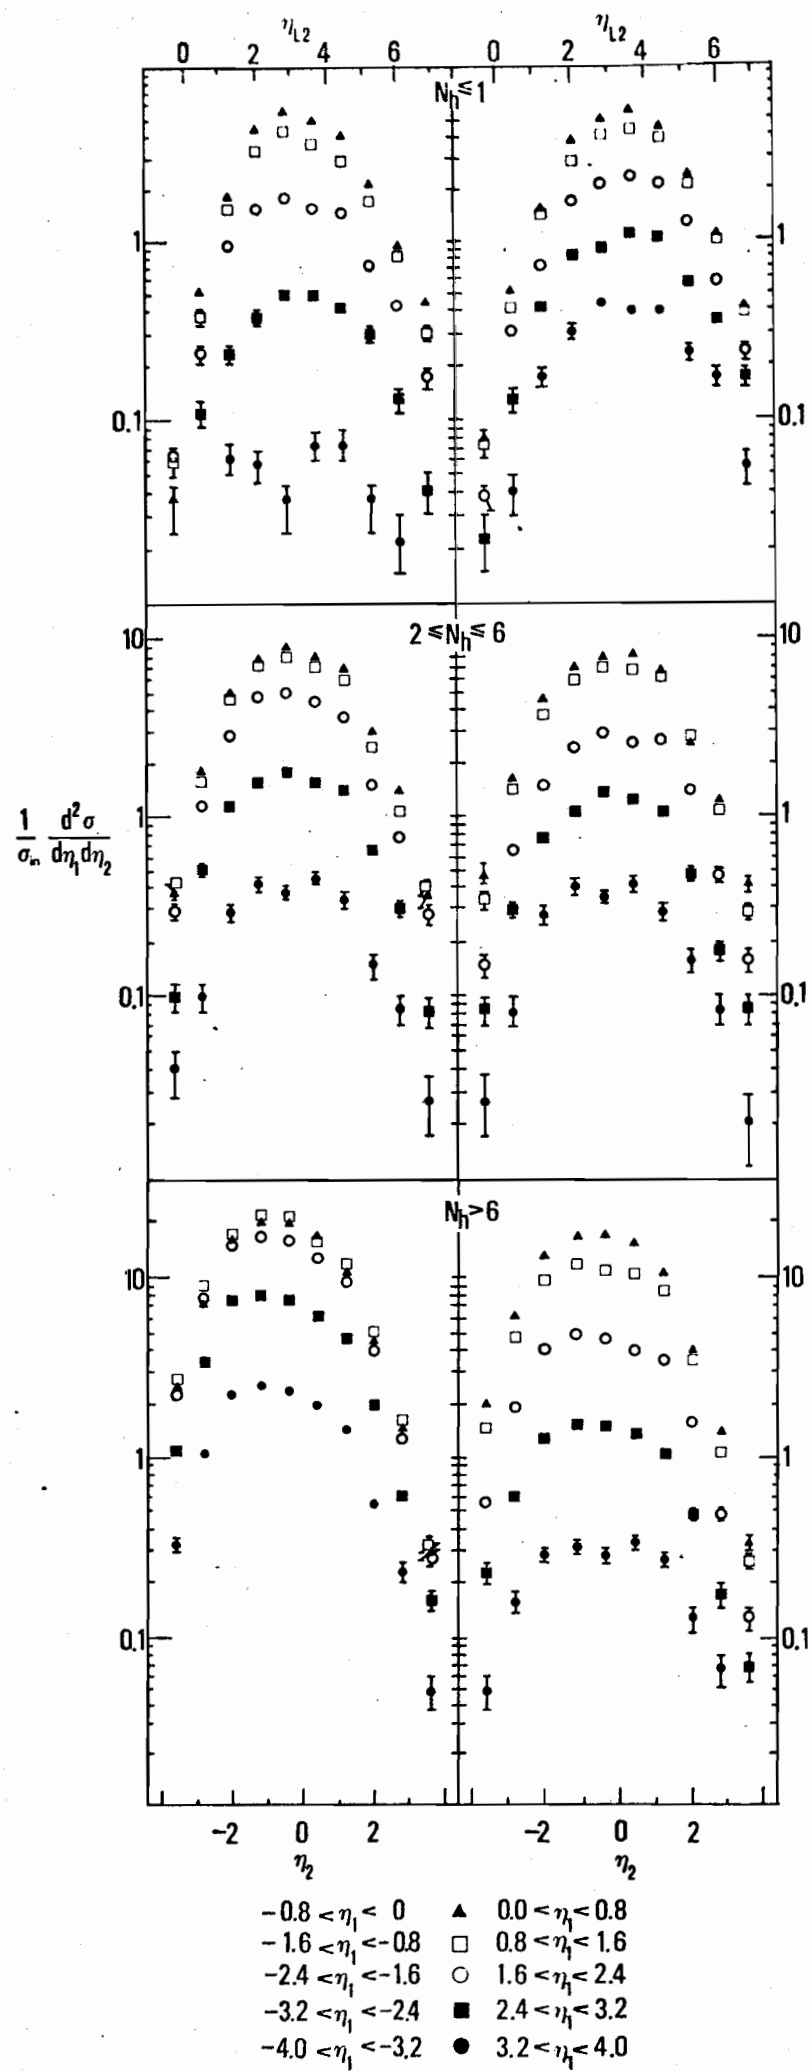 η_L2 η_L2
0 2 4 6 0 2 4 6
N_h ≤ 1
1 1
0.1 0.1
10 2 ≤ N_h ≤ 6 10
1 1
1/σ_in d²σ/dη₁dη₂
0.1 0.1
N_h > 6
10 10
1 1
0.1 0.1
-2 0 2 -2 0 2
η₂ η₂
-0.8 < η₁ < 0 ▲ 0.0 < η₁ < 0.8
-1.6 < η₁ < -0.8 □ 0.8 < η₁ < 1.6
-2.4 < η₁ < -1.6 ○ 1.6 < η₁ < 2.4
-3.2 < η₁ < -2.4 ■ 2.4 < η₁ < 3.2
-4.0 < η₁ < -3.2 ● 3.2 < η₁ < 4.0